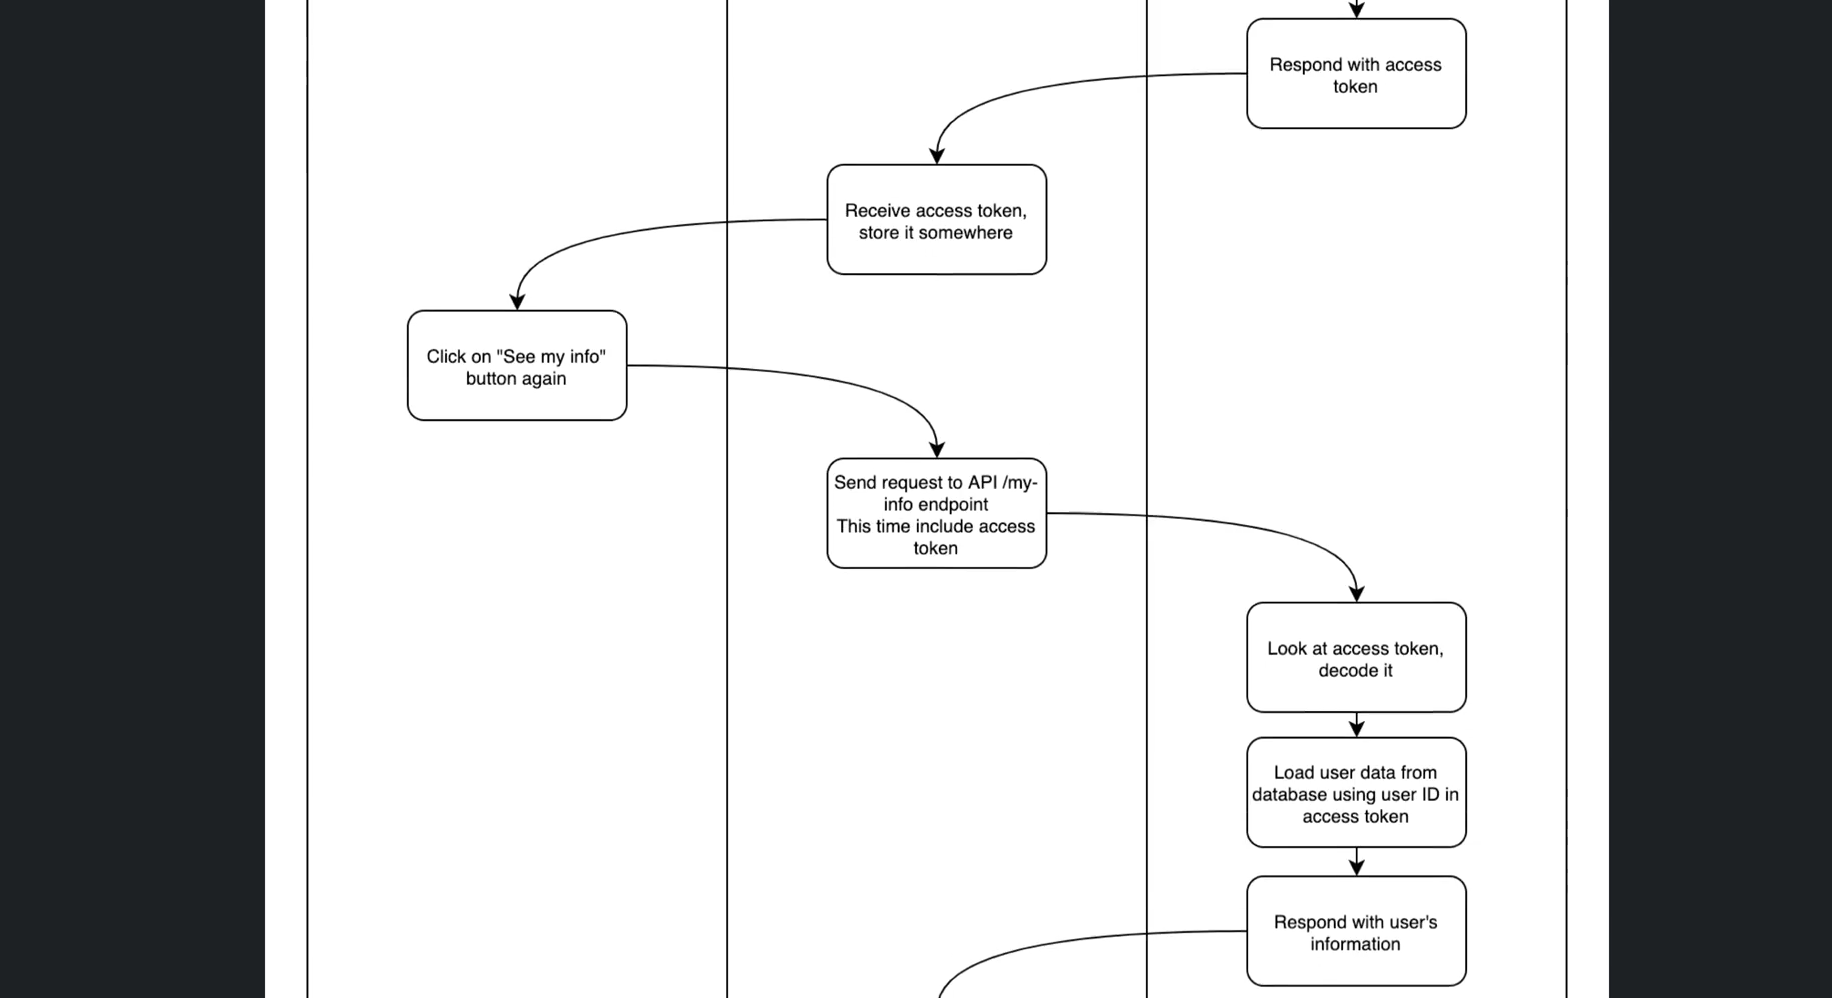 Respond with access
token
Receive access token,
store it somewhere
Click on "See my info"
button again
Send request to API /my-
info endpoint
This time include access
token
Look at access token,
decode it
Load user data from
database using user ID in
access token
Respond with user's
information